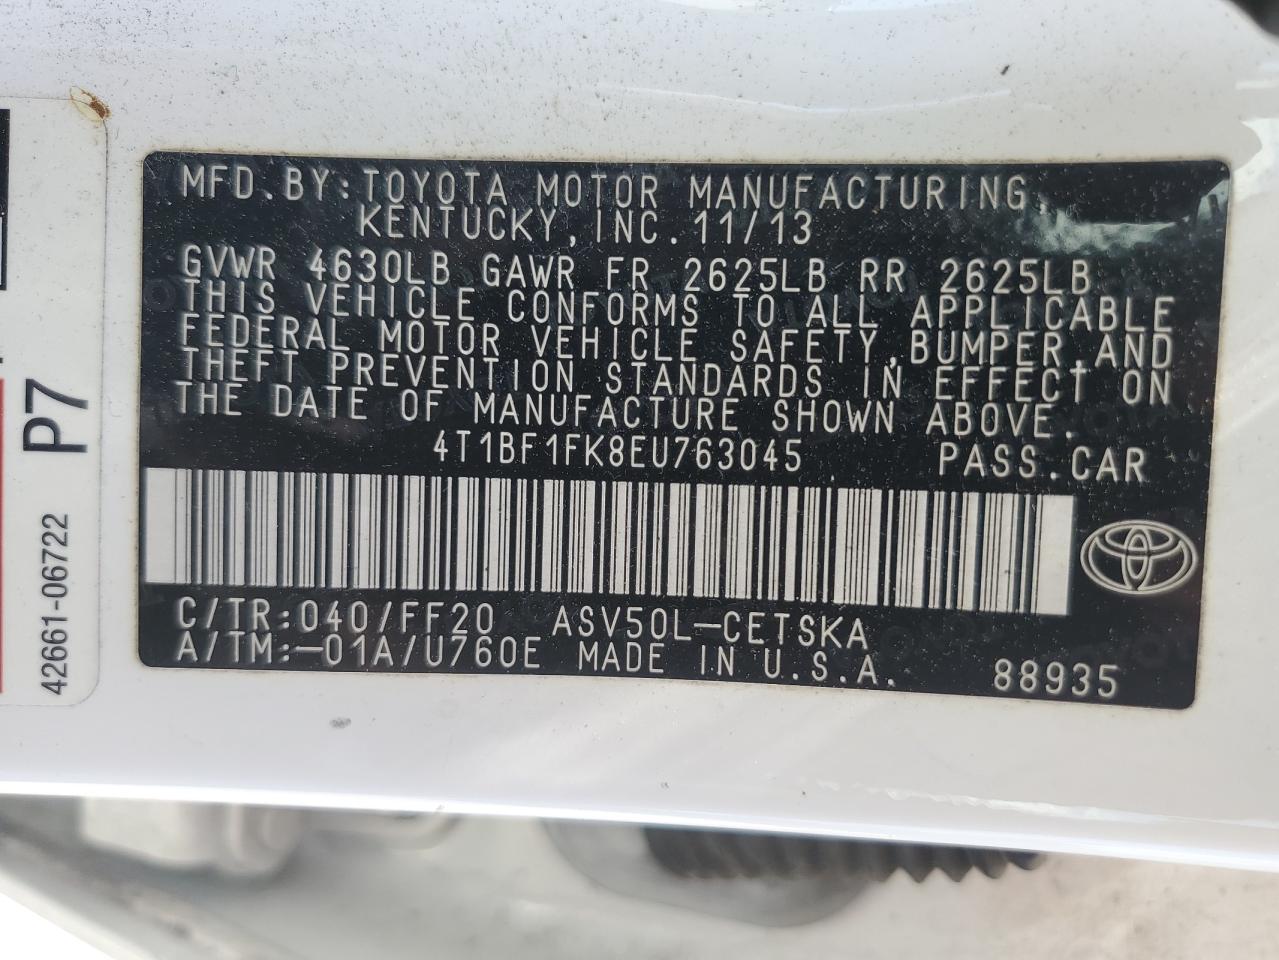 MFD.BY:TOYOTA MOTOR MANUFACTURING,
KENTUCKY,INC.11/13
GVWR 4630LB GAWR FR 2625LB RR 2625LB
THIS VEHICLE CONFORMS TO ALL APPLICABLE
FEDERAL MOTOR VEHICLE SAFETY,BUMPER,AND
THEFT PREVENTION STANDARDS IN EFFECT ON
THE DATE OF MANUFACTURE SHOWN ABOVE.
4T1BF1FK8EU763045 PASS.CAR
C/TR:040/FF20 ASV50L-CETSKA
A/TM:-01A/U760E MADE IN U.S.A. 88935
P7
42661-06722